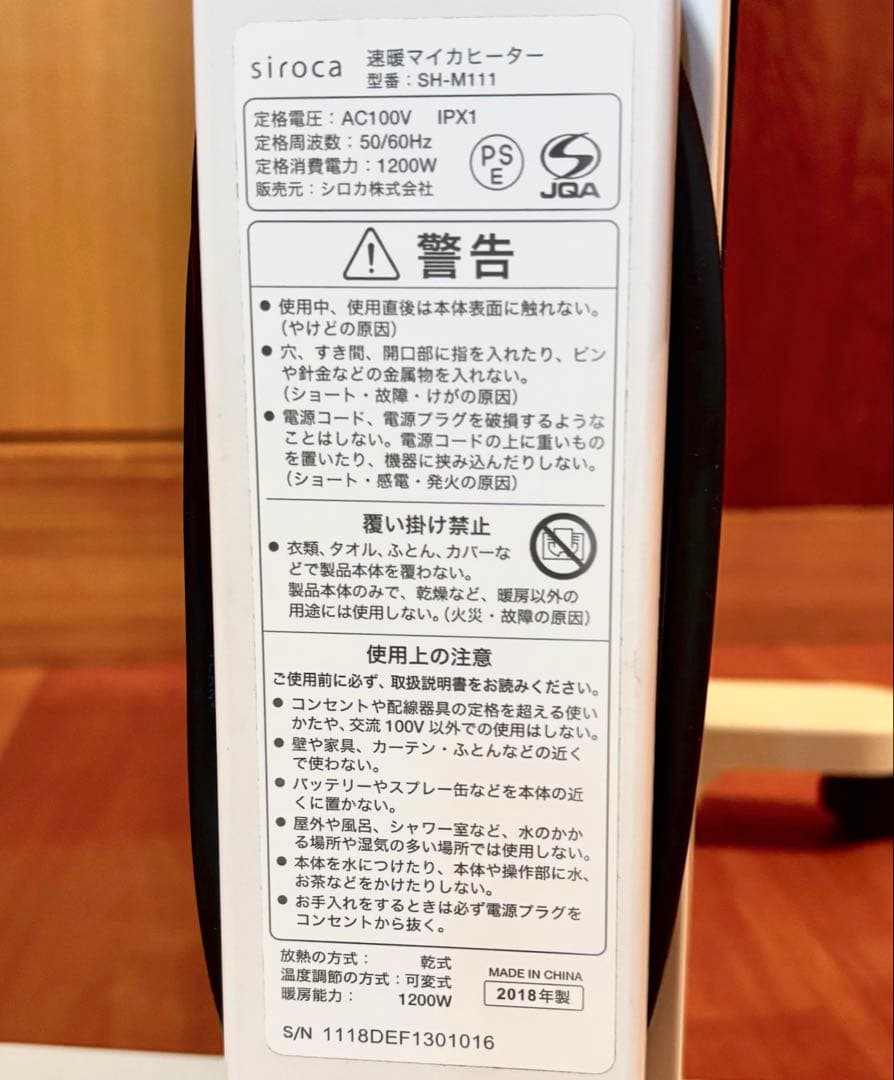 siroca 速暖マイカヒーター
型番：SH-M111
定格電圧：AC100V IPX1
定格周波数：50/60Hz
定格消費電力：1200W
販売元：シロカ株式会社
PS
E
JQA
警告
●使用中、使用直後は本体表面に触れない。
（やけどの原因）
●穴、すき間、開口部に指を入れたり、ピン
や針金などの金属物を入れない。
（ショート・故障・けがの原因）
●電源コード、電源プラグを破損するような
ことはしない。電源コードの上に重いもの
を置いたり、機器に挟み込んだりしない。
（ショート・感電・発火の原因）
覆い掛け禁止
●衣類、タオル、ふとん、カバーな
どで製品本体を覆わない。
製品本体のみで、乾燥など、暖房以外の
用途には使用しない。（火災・故障の原因）
使用上の注意
ご使用前に必ず、取扱説明書をお読みください。
●コンセントや配線器具の定格を超える使い
かたや、交流100V以外での使用はしない。
●壁や家具、カーテン・ふとんなどの近く
で使わない。
●バッテリーやスプレー缶などを本体の近
くに置かない。
●屋外や風呂、シャワー室など、水のかか
る場所や湿気の多い場所では使用しない。
●本体を水につけたり、本体や操作部に水、
お茶などをかけたりしない。
●お手入れをするときは必ず電源プラグを
コンセントから抜く。
放熱の方式：乾式
温度調節の方式：可変式
暖房能力：1200W
MADE IN CHINA
2018年製
S/N 1118DEF1301016